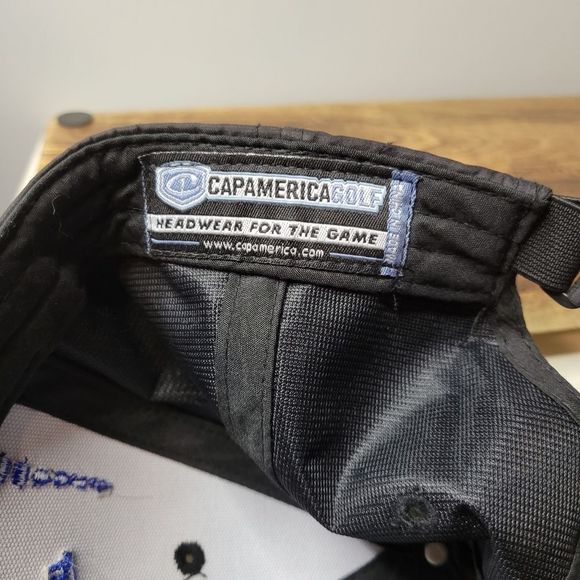 CAPAMERICAGOLF
HEADWEAR FOR THE GAME
www.capamerica.com